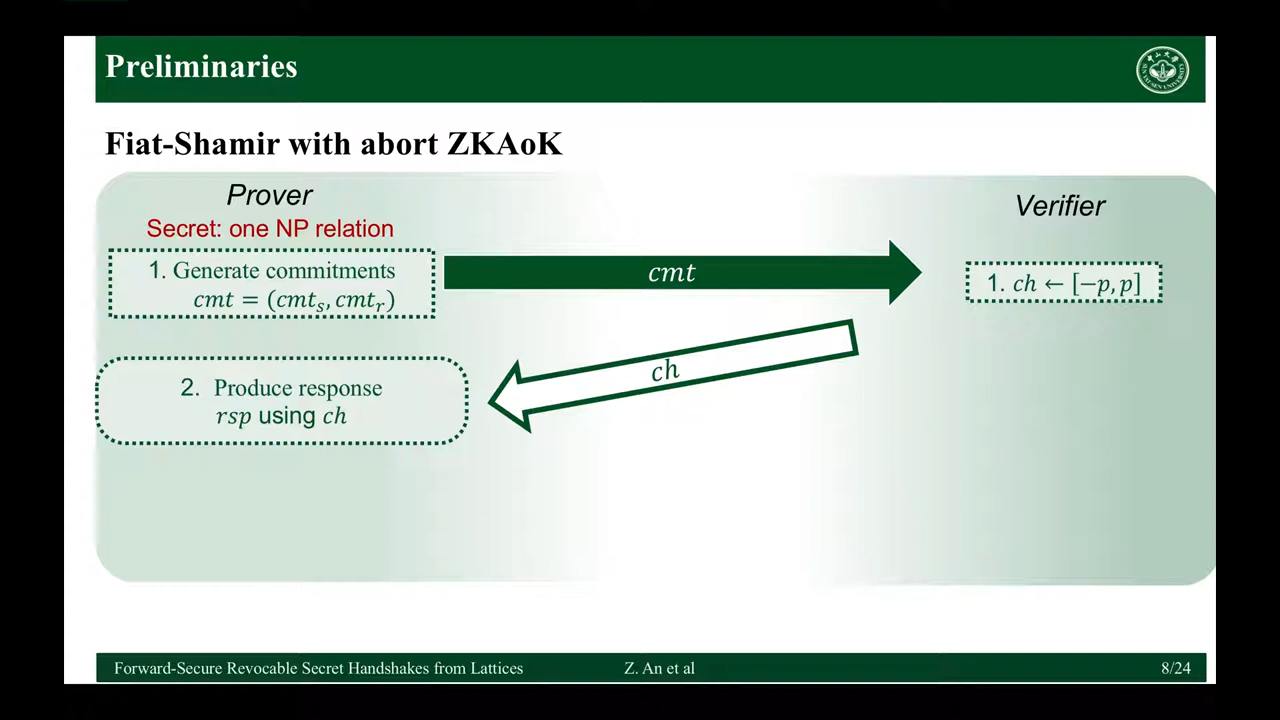 Preliminaries
Fiat-Shamir with abort ZKAoK
Prover
Secret: one NP relation
1. Generate commitments
𝑐𝑚𝑡 = (𝑐𝑚𝑡ₛ, 𝑐𝑚𝑡ᵣ)
𝑐𝑚𝑡
Verifier
1. 𝑐ℎ ← [−𝑝, 𝑝]
𝑐ℎ
2. Produce response
𝑟𝑠𝑝 using 𝑐ℎ
Forward-Secure Revocable Secret Handshakes from Lattices
Z. An et al
8/24